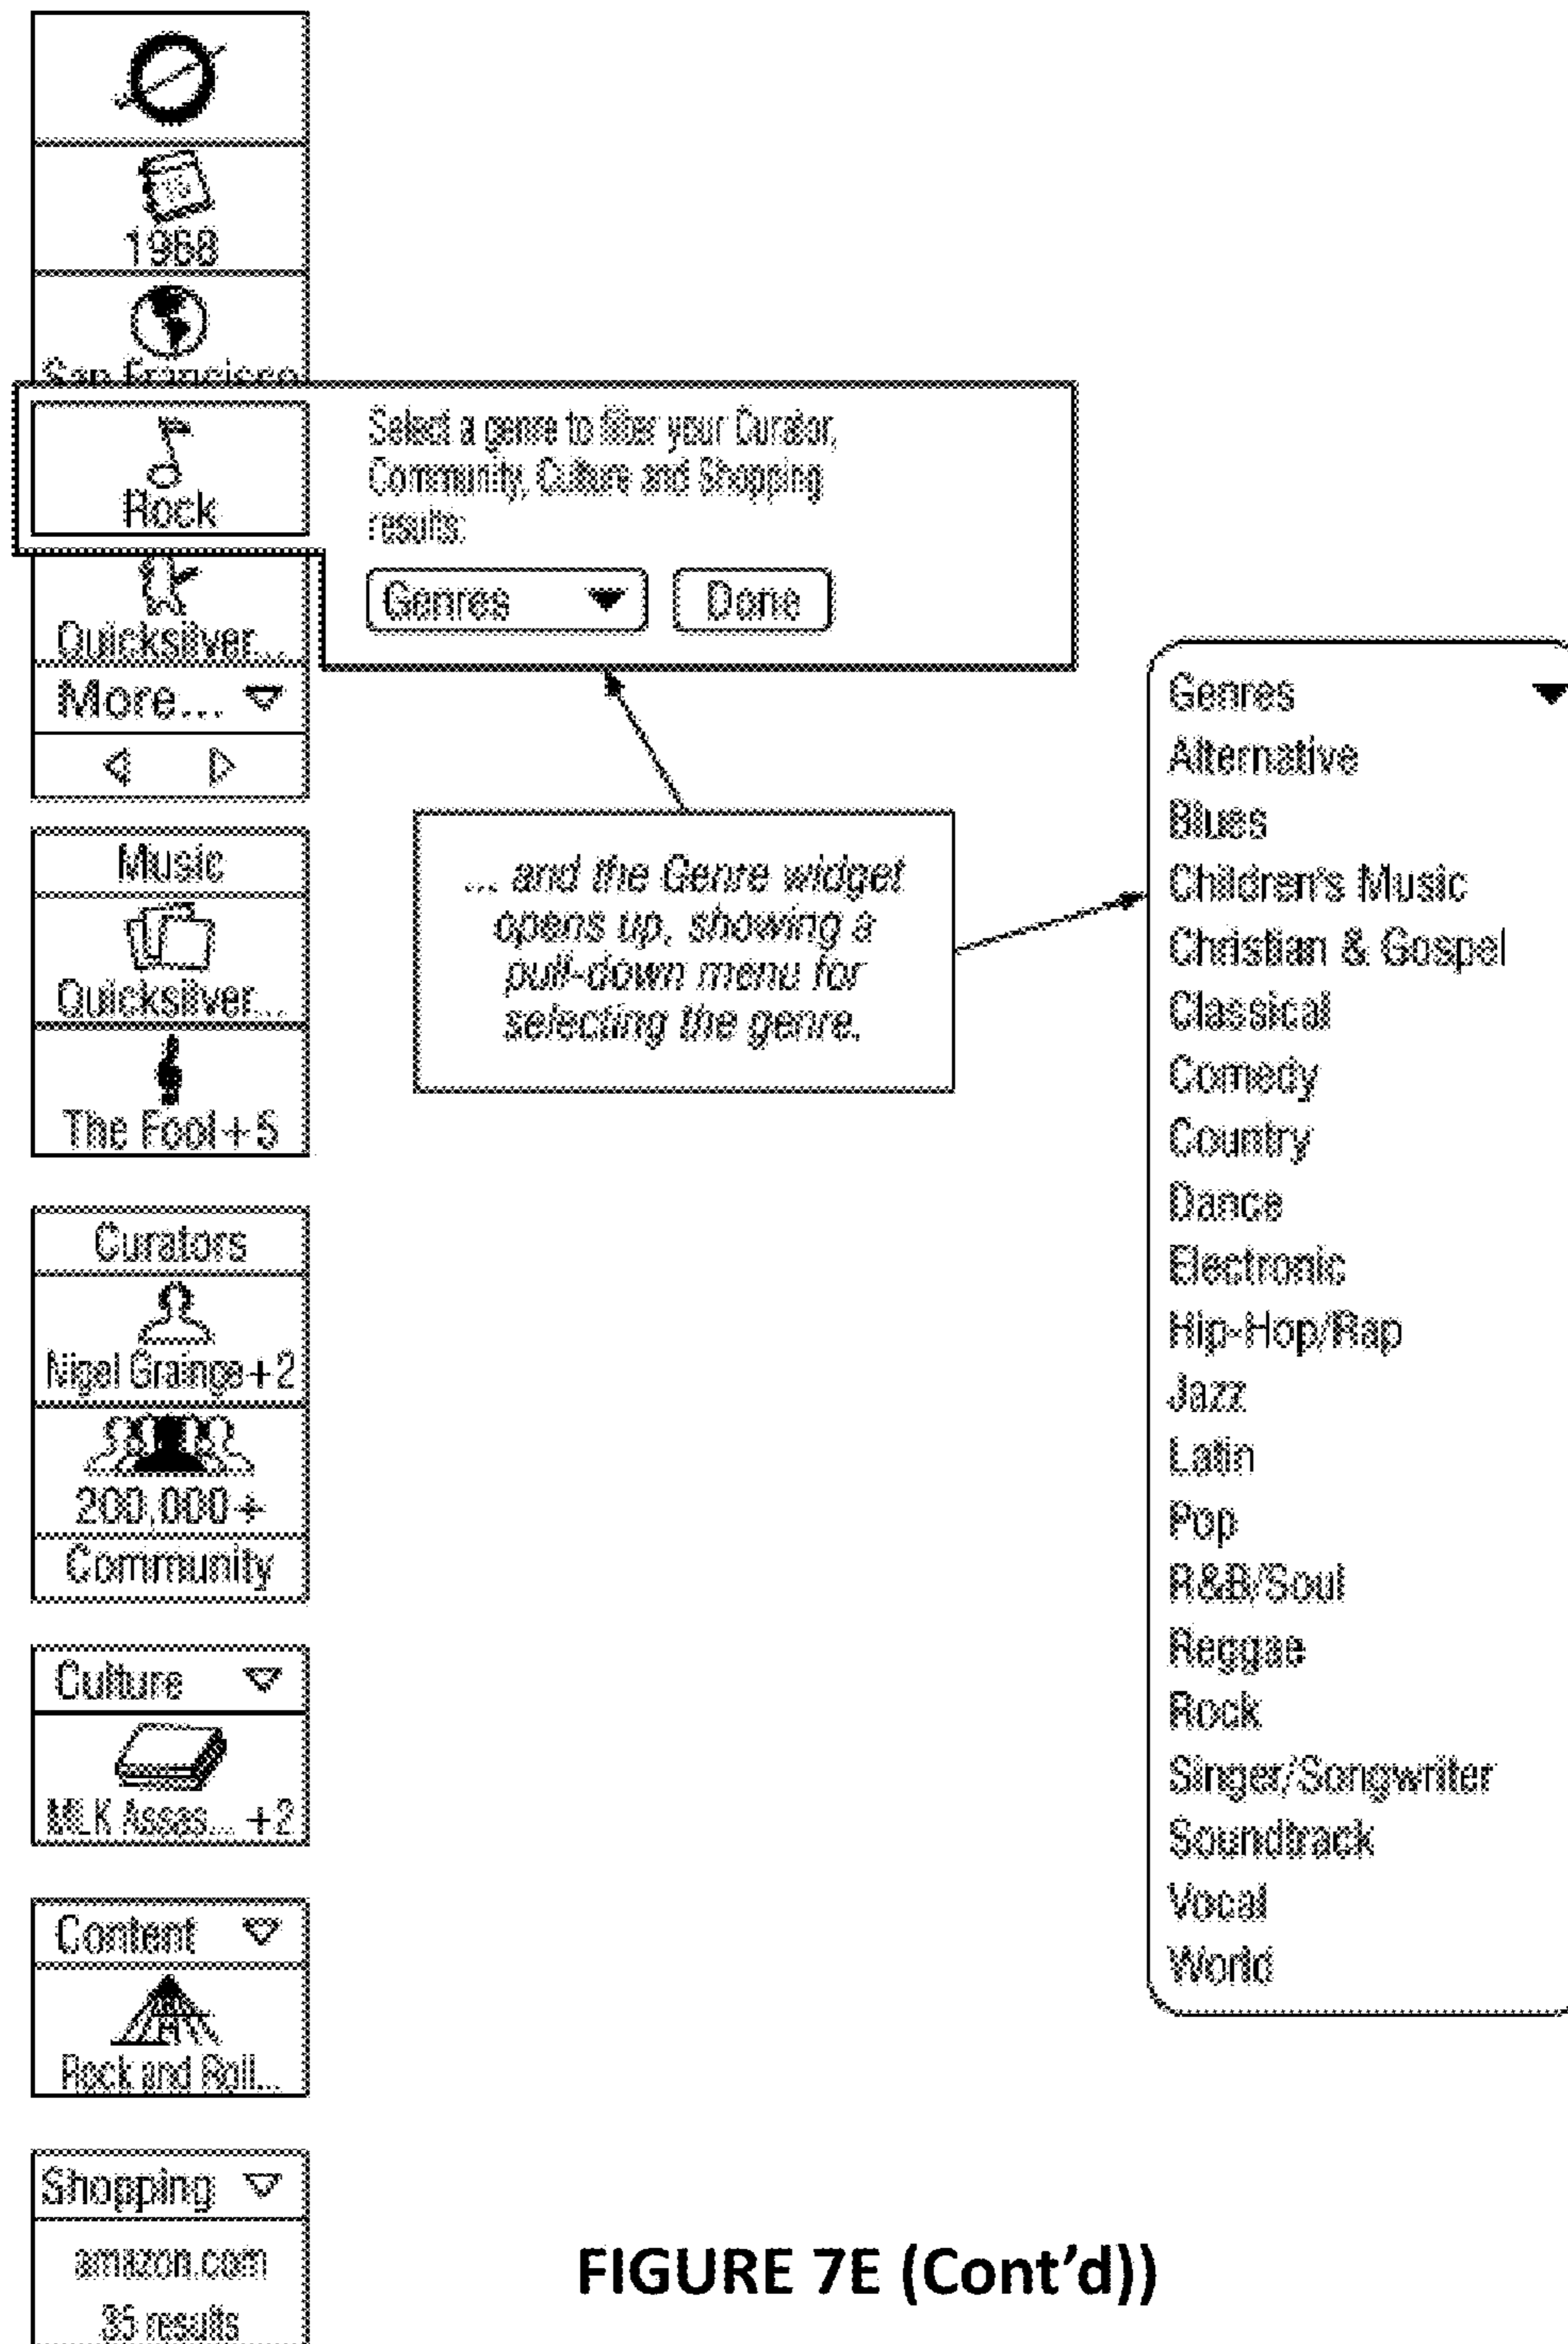 1968
San Francisco
Rock
Select a genre to filter your Curator,
Community, Culture and Shopping
results:
Genres
Done
Quicksilver...
More...
Music
Quicksilver...
The Fool + 5
... and the Genre widget
opens up, showing a
pull-down menu for
selecting the genre.
Curators
Nigel Grainge + 2
200,000 +
Community
Culture
MLK Assas... + 2
Content
Rock and Roll...
Shopping
amazon.com
35 results
Genres
Alternative
Blues
Children's Music
Christian & Gospel
Classical
Comedy
Country
Dance
Electronic
Hip-Hop/Rap
Jazz
Latin
Pop
R&B/Soul
Reggae
Rock
Singer/Songwriter
Soundtrack
Vocal
World
FIGURE 7E (Cont'd))